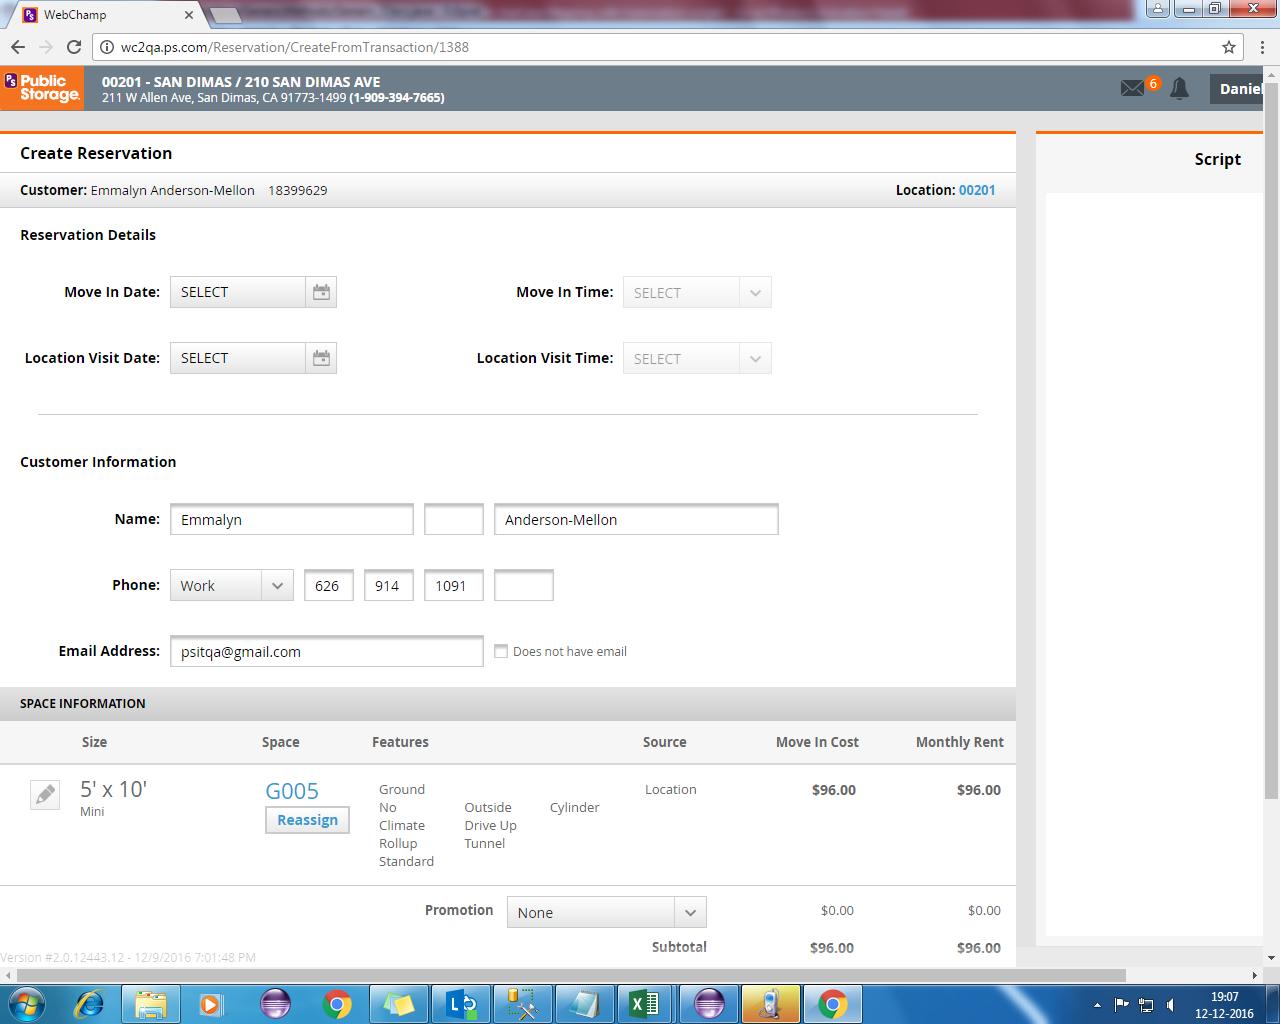 WebChamp
wc2qa.ps.com/Reservation/CreateFromTransaction/1388
PS Public Storage.
00201 - SAN DIMAS / 210 SAN DIMAS AVE
211 W Allen Ave, San Dimas, CA 91773-1499 (1-909-394-7665)
6
Daniel
Create Reservation
Script
Customer: Emmalyn Anderson-Mellon 18399629
Location: 00201
Reservation Details
Move In Date: SELECT
Move In Time: SELECT
Location Visit Date: SELECT
Location Visit Time: SELECT
Customer Information
Name: Emmalyn Anderson-Mellon
Phone: Work 626 914 1091
Email Address: psitqa@gmail.com Does not have email
SPACE INFORMATION
Size Space Features Source Move In Cost Monthly Rent
5' x 10' G005 Ground Location $96.00 $96.00
Mini Reassign No Outside Cylinder
Climate Drive Up
Rollup Tunnel
Standard
Promotion None $0.00 $0.00
Subtotal $96.00 $96.00
Version #2.0.12443.12 - 12/9/2016 7:01:48 PM
19:07
12-12-2016